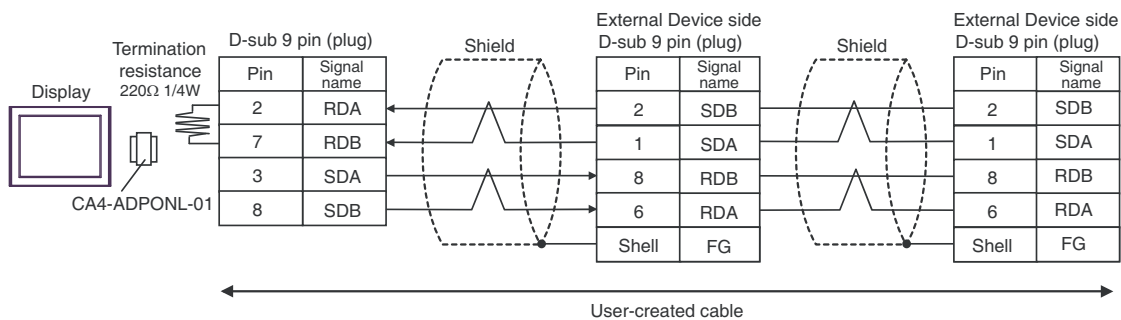 Display
CA4-ADPONL-01
Termination
resistance
220Ω 1/4W
D-sub 9 pin (plug)
Pin Signal name
2 RDA
7 RDB
3 SDA
8 SDB
Shield
External Device side
D-sub 9 pin (plug)
Pin Signal name
2 SDB
1 SDA
8 RDB
6 RDA
Shell FG
Shield
External Device side
D-sub 9 pin (plug)
Pin Signal name
2 SDB
1 SDA
8 RDB
6 RDA
Shell FG
User-created cable